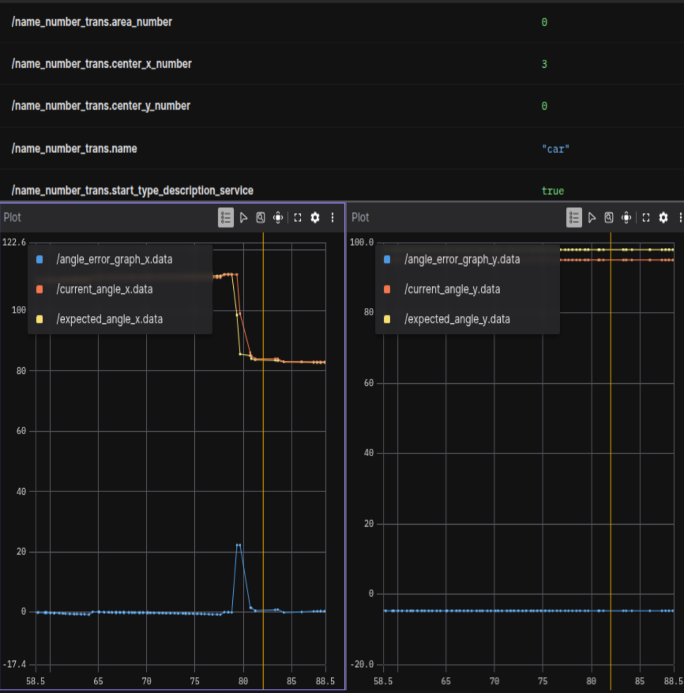 /name_number_trans.area_number 0
/name_number_trans.center_x_number 3
/name_number_trans.center_y_number 0
/name_number_trans.name "car"
/name_number_trans.start_type_description_service true
Plot
122.6
/angle_error_graph_x.data
/current_angle_x.data
/expected_angle_x.data
100
80
60
40
20
0
-17.4
58.5 65 70 75 80 85 88.5
Plot
100.0
/angle_error_graph_y.data
/current_angle_y.data
/expected_angle_y.data
80
60
40
20
0
-20.0
58.5 65 70 75 80 85 88.5